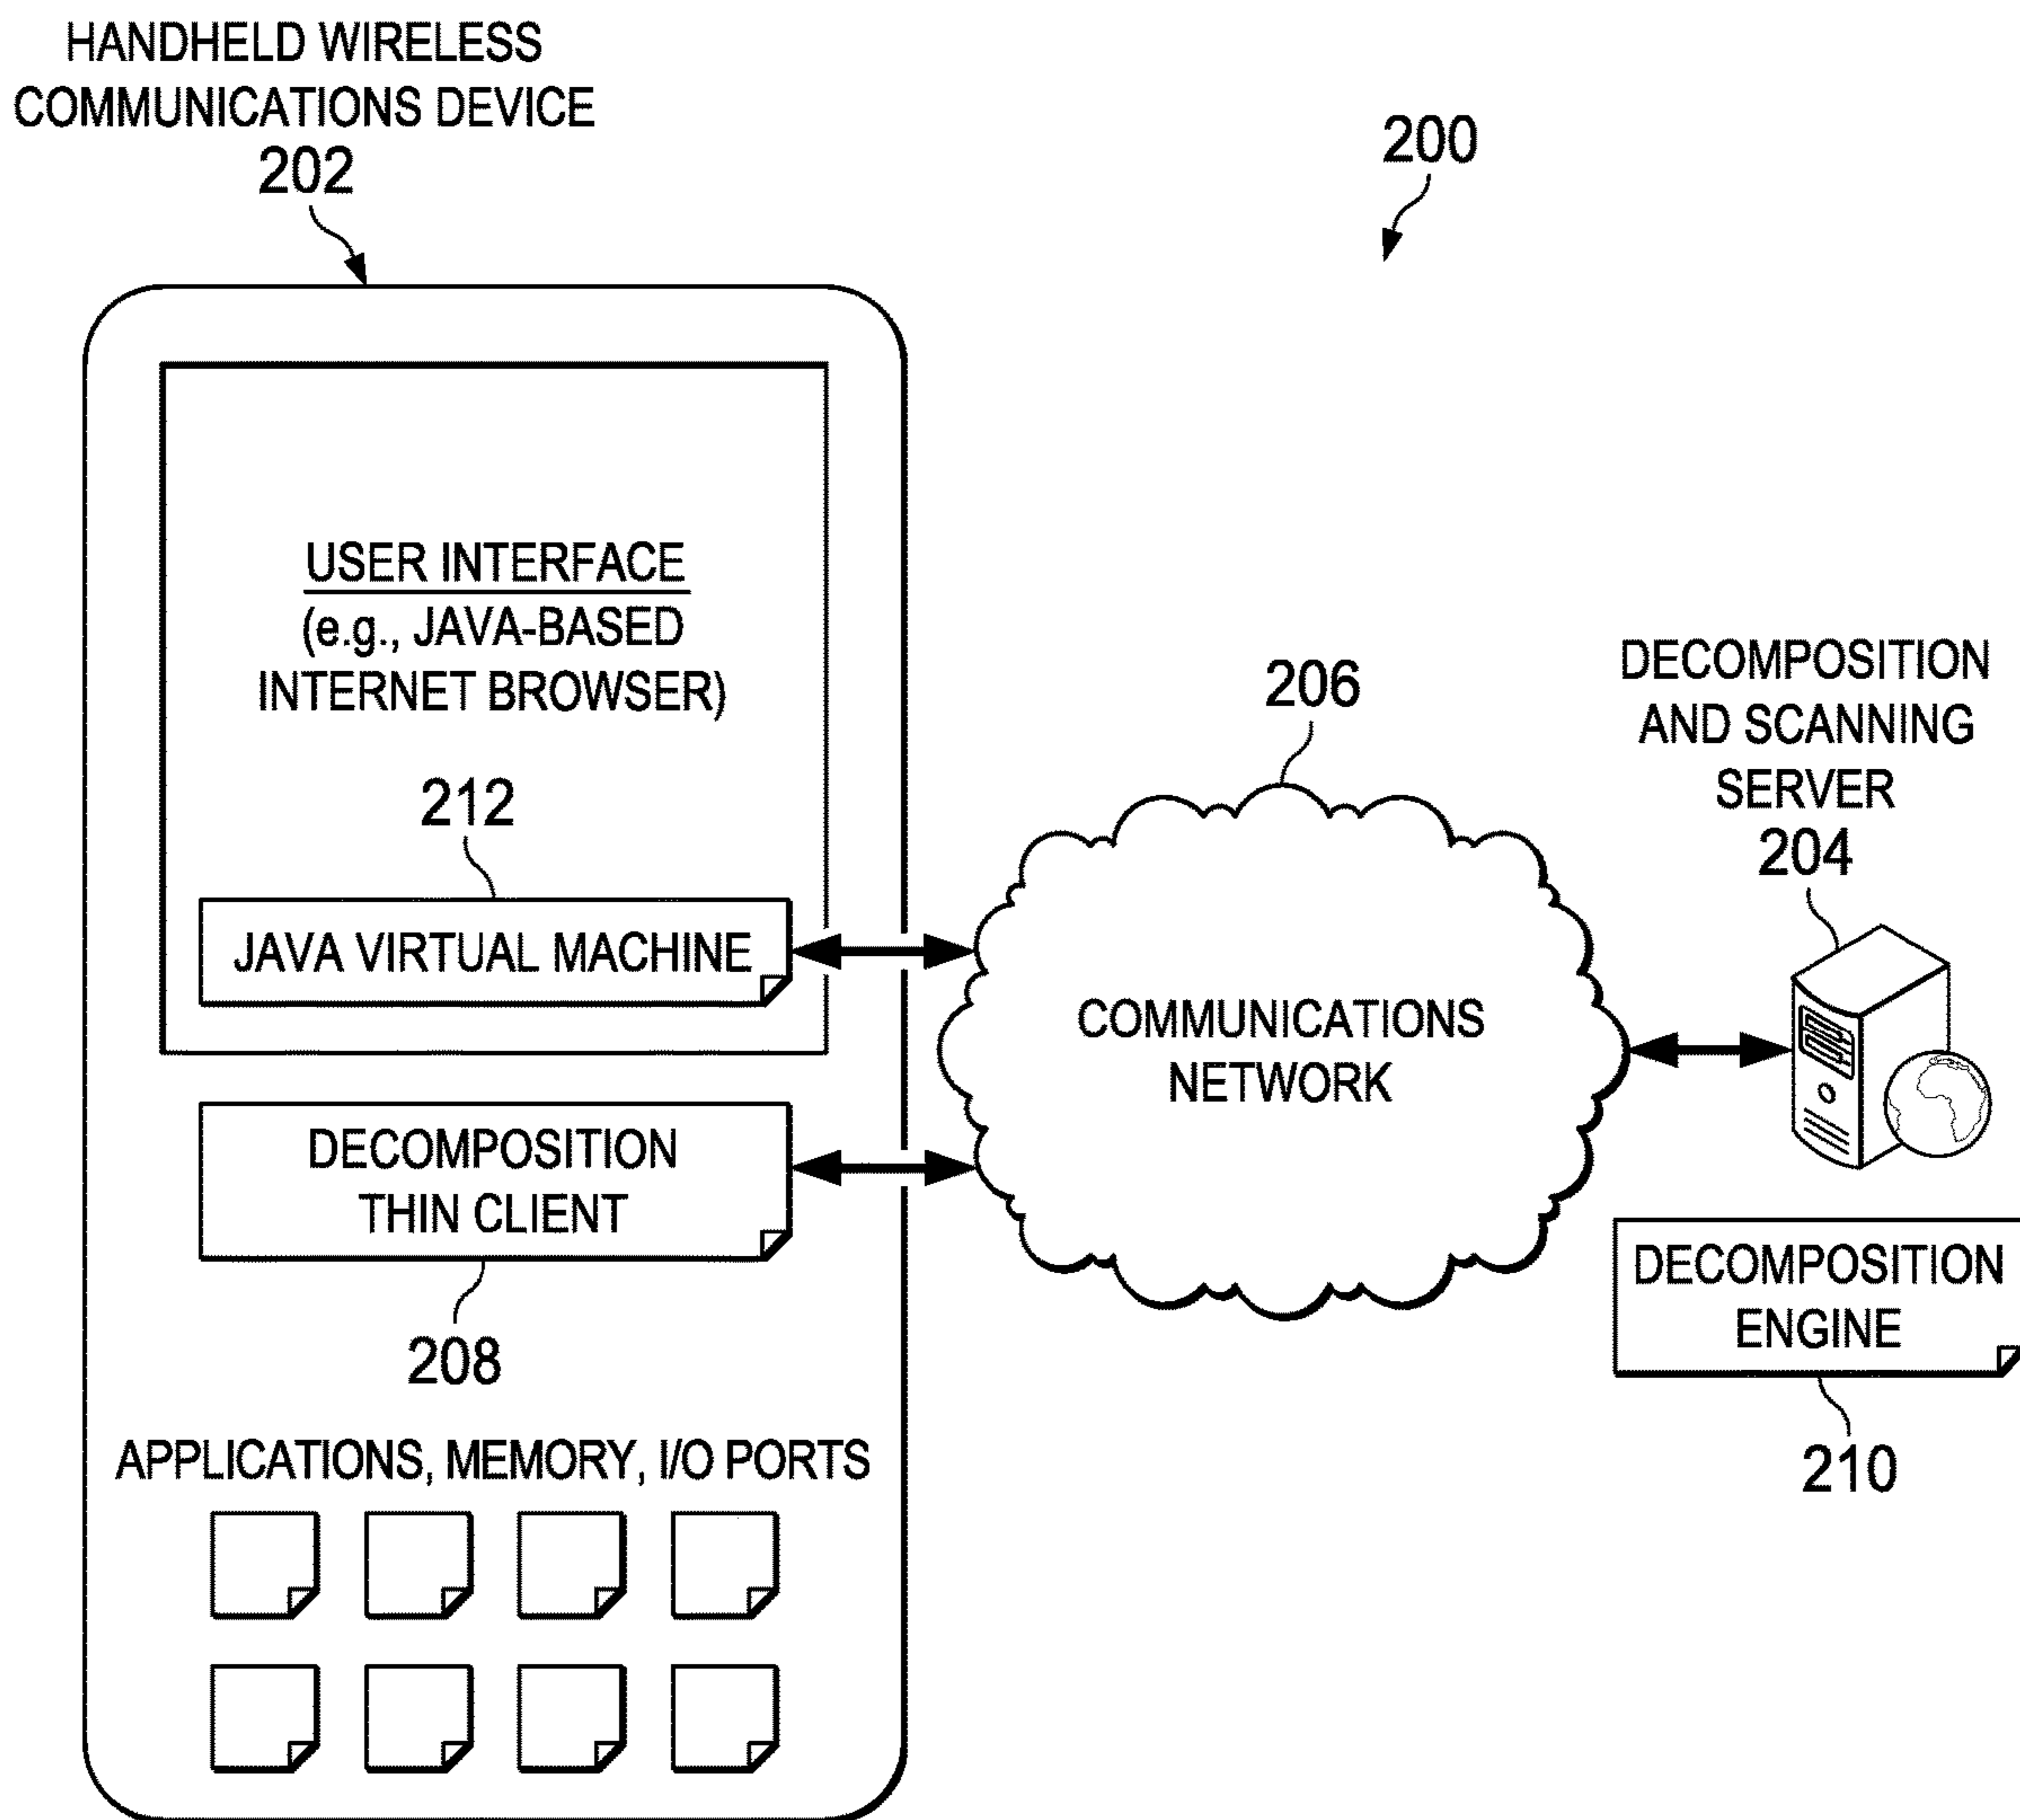 HANDHELD WIRELESS
COMMUNICATIONS DEVICE
202
200
USER INTERFACE
(e.g., JAVA-BASED
INTERNET BROWSER)
212
JAVA VIRTUAL MACHINE
DECOMPOSITION
THIN CLIENT
208
APPLICATIONS, MEMORY, I/O PORTS
206
COMMUNICATIONS
NETWORK
DECOMPOSITION
AND SCANNING
SERVER
204
DECOMPOSITION
ENGINE
210